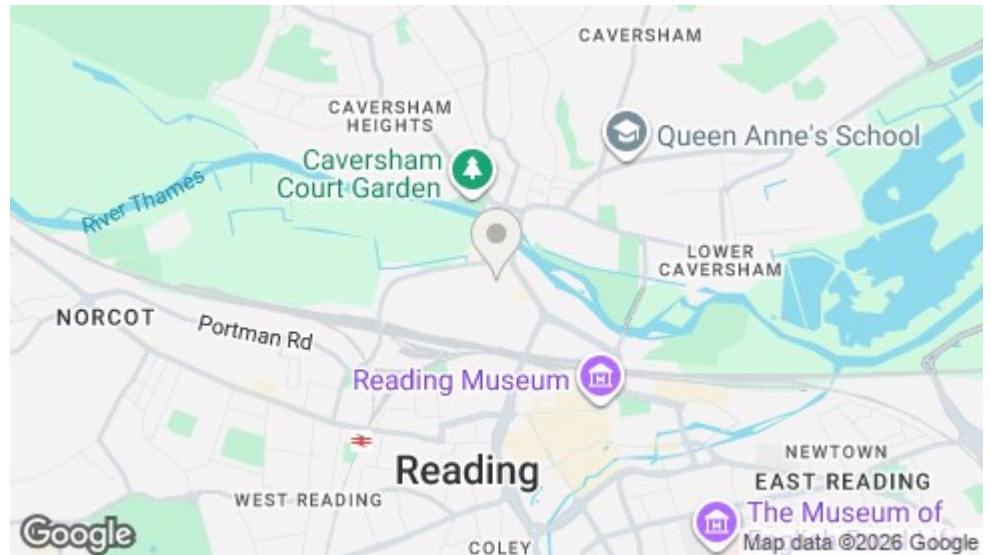 CAVERSHAM
CAVERSHAM
HEIGHTS
Queen Anne's School
Caversham
Court Garden
River Thames
LOWER
CAVERSHAM
NORCOT
Portman Rd
Reading Museum
Reading
NEWTOWN
EAST READING
WEST READING
The Museum of
Google
COLEY
Map data ©2026 Google